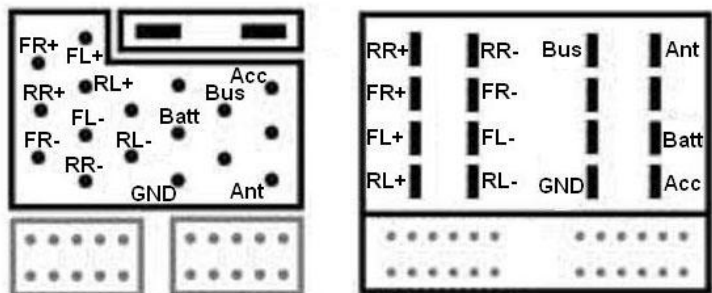 FR+ FL+
RR+ RL+ Bus Acc
FR- FL- RL- Batt
RR- GND Ant
RR+ RR- Bus Ant
FR+ FR-
FL+ FL- Batt
RL+ RL- GND Acc